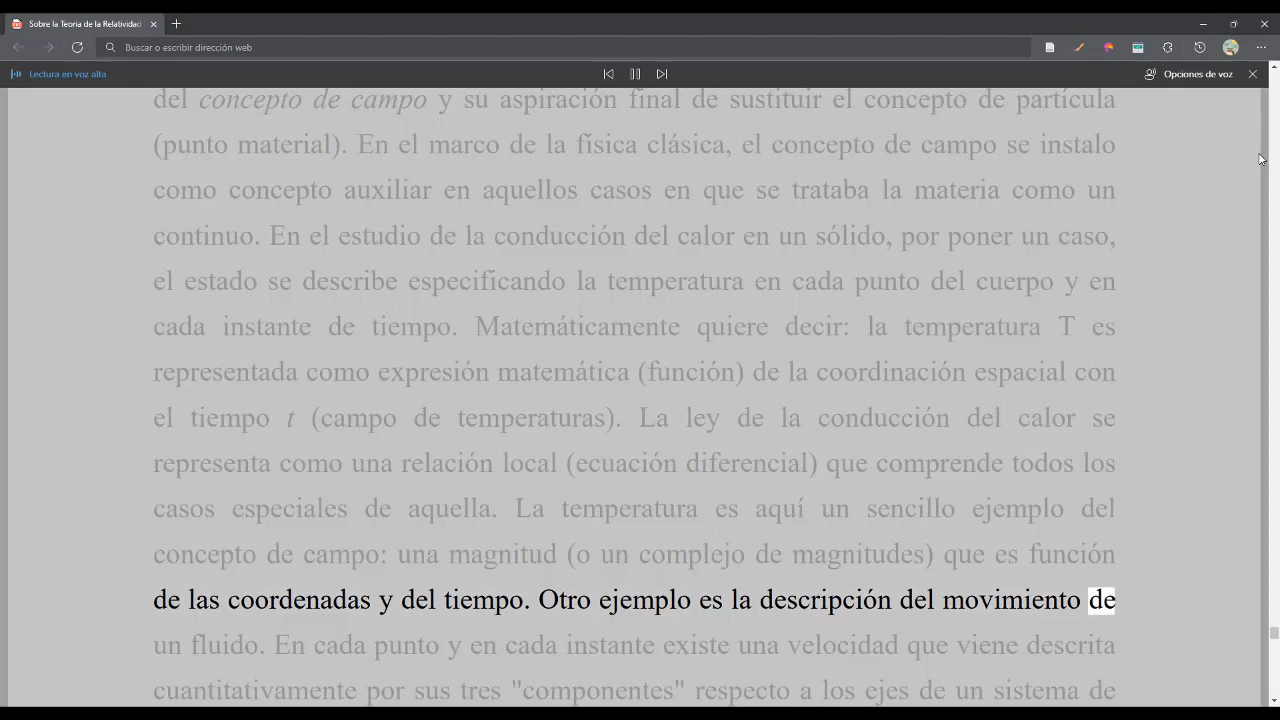 Sobre la Teoria de la Relatividad
Buscar o escribir dirección web
Lectura en voz alta
Opciones de voz
del concepto de campo y su aspiración final de sustituir el concepto de partícula
(punto material). En el marco de la física clásica, el concepto de campo se instalo
como concepto auxiliar en aquellos casos en que se trataba la materia como un
continuo. En el estudio de la conducción del calor en un sólido, por poner un caso,
el estado se describe especificando la temperatura en cada punto del cuerpo y en
cada instante de tiempo. Matemáticamente quiere decir: la temperatura T es
representada como expresión matemática (función) de la coordinación espacial con
el tiempo t (campo de temperaturas). La ley de la conducción del calor se
representa como una relación local (ecuación diferencial) que comprende todos los
casos especiales de aquella. La temperatura es aquí un sencillo ejemplo del
concepto de campo: una magnitud (o un complejo de magnitudes) que es función
de las coordenadas y del tiempo. Otro ejemplo es la descripción del movimiento de
un fluido. En cada punto y en cada instante existe una velocidad que viene descrita
cuantitativamente por sus tres "componentes" respecto a los ejes de un sistema de